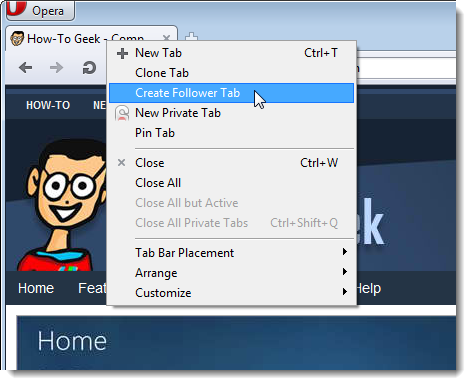 Opera
How-To Geek - Comp
New Tab Ctrl+T
Clone Tab
Create Follower Tab
HOW-TO NE
New Private Tab
Pin Tab
Close Ctrl+W
Close All
Close All but Active
Close All Private Tabs Ctrl+Shift+Q
ek
Tab Bar Placement
Arrange
Customize
Home Feat Help
Home